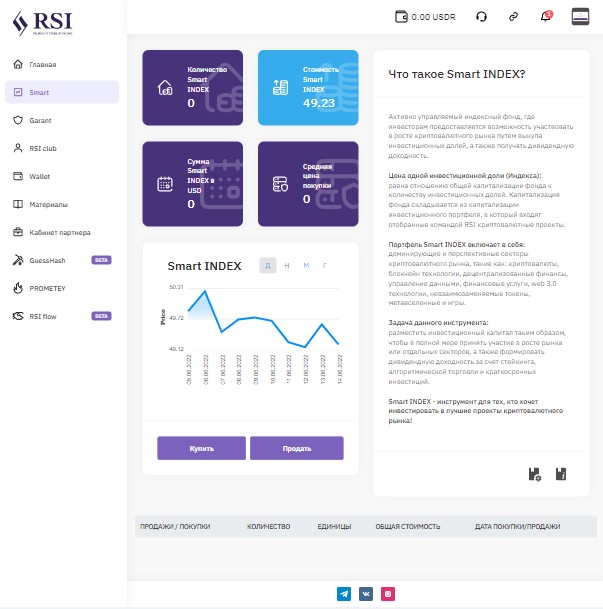 RSI
0.00 USDR
1
Главная
Smart
Garant
RSI club
Wallet
Материалы
Кабинет партнера
GuessHash BETA
PROMETEY
RSI flow BETA
Количество
Smart
INDEX
0
Стоимость
Smart
INDEX
49.23
Сумма
Smart
INDEX в
USD
0
Средняя
цена
покупки
0
Smart INDEX
Д Н М Г
Price
50.31
49.72
49.12
05.06.2022
06.06.2022
07.06.2022
08.06.2022
09.06.2022
10.06.2022
11.06.2022
12.06.2022
13.06.2022
14.06.2022
Купить
Продать
Что такое Smart INDEX?
Активно управляемый индексный фонд, где
инвесторам предоставляется возможность участвовать
в росте криптовалютного рынка путем выкупа
инвестиционных долей, а также получать дивидендную
доходность.
Цена одной инвестиционной доли (Индекса):
равна отношению общей капитализации фонда к
количеству инвестиционных долей. Капитализация
фонда складывается из капитализации
инвестиционного портфеля, в который входят
отобранные командой RSI криптовалютные проекты.
Портфель Smart INDEX включает в себя:
доминирующие и перспективные секторы
криптовалютного рынка, такие как: криптовалюты,
блокчейн технологии, децентрализованные финансы,
управление данными, финансовые услуги, web 3.0
технологии, невзаимозаменяемые токены,
метавселенные и игры.
Задача данного инструмента:
разместить инвестиционный капитал таким образом,
чтобы в полной мере принять участие в росте рынка
или отдельных секторов, а также формировать
дивидендную доходность за счет стейкинга,
алгоритмической торговли и краткосрочных
инвестиций.
Smart INDEX - инструмент для тех, кто хочет
инвестировать в лучшие проекты криптовалютного
рынка!
ПРОДАЖИ / ПОКУПКИ КОЛИЧЕСТВО ЕДИНИЦЫ ОБЩАЯ СТОИМОСТЬ ДАТА ПОКУПКИ/ПРОДАЖИ